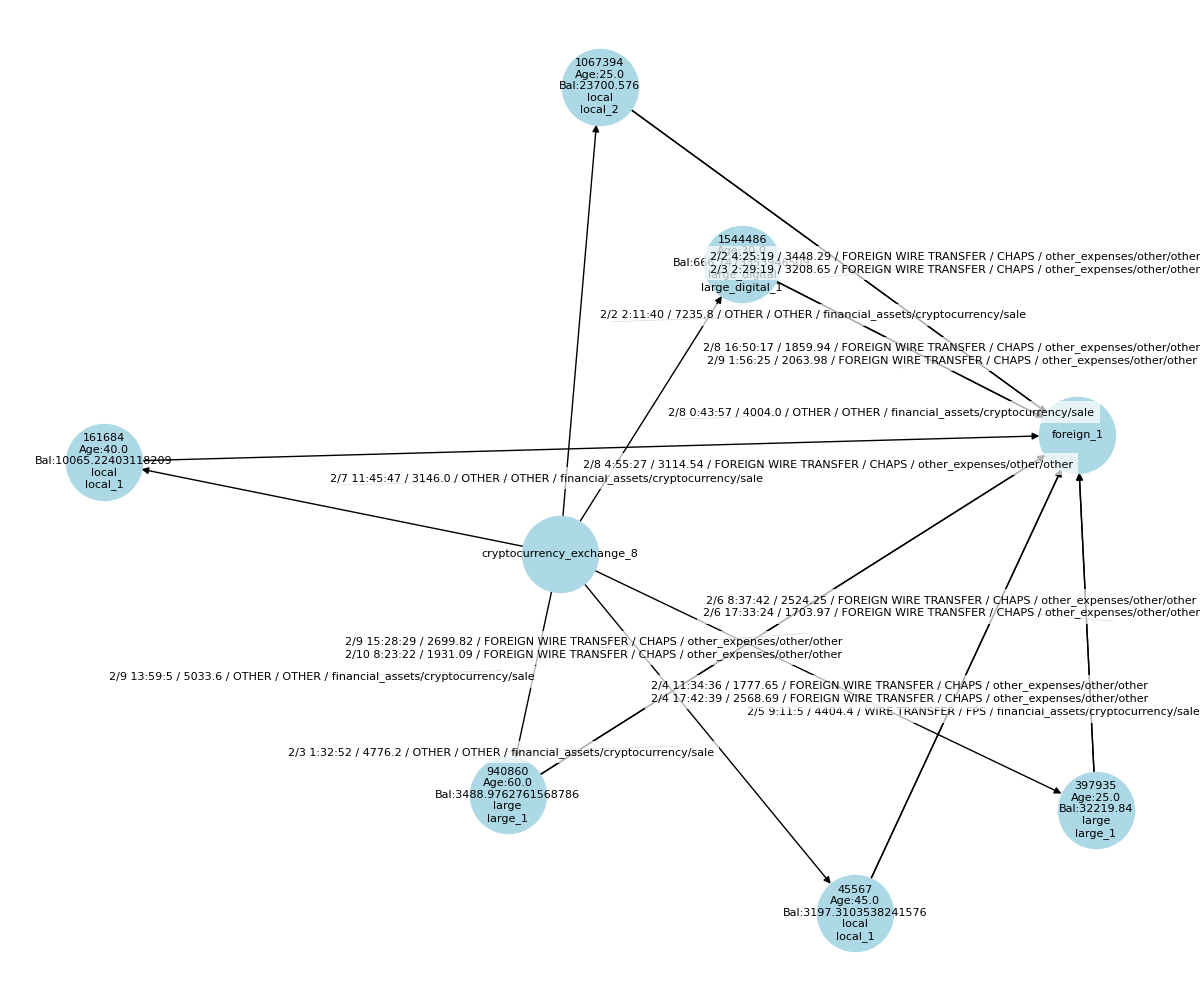 1067394
Age:25.0
Bal:23700.576
local
local_2
1544486
2/2 4:25:19 / 3448.29 / FOREIGN WIRE TRANSFER / CHAPS / other_expenses/other/other
2/3 2:29:19 / 3208.65 / FOREIGN WIRE TRANSFER / CHAPS / other_expenses/other/other
large_digital_1
2/2 2:11:40 / 7235.8 / OTHER / OTHER / financial_assets/cryptocurrency/sale
2/8 16:50:17 / 1859.94 / FOREIGN WIRE TRANSFER / CHAPS / other_expenses/other/other
2/9 1:56:25 / 2063.98 / FOREIGN WIRE TRANSFER / CHAPS / other_expenses/other/other
2/8 0:43:57 / 4004.0 / OTHER / OTHER / financial_assets/cryptocurrency/sale
foreign_1
161684
Age:40.0
Bal:10065.22403118209
local
local_1
2/8 4:55:27 / 3114.54 / FOREIGN WIRE TRANSFER / CHAPS / other_expenses/other/other
2/7 11:45:47 / 3146.0 / OTHER / OTHER / financial_assets/cryptocurrency/sale
cryptocurrency_exchange_8
2/6 8:37:42 / 2524.25 / FOREIGN WIRE TRANSFER / CHAPS / other_expenses/other/other
2/6 17:33:24 / 1703.97 / FOREIGN WIRE TRANSFER / CHAPS / other_expenses/other/other
2/9 15:28:29 / 2699.82 / FOREIGN WIRE TRANSFER / CHAPS / other_expenses/other/other
2/10 8:23:22 / 1931.09 / FOREIGN WIRE TRANSFER / CHAPS / other_expenses/other/other
2/9 13:59:5 / 5033.6 / OTHER / OTHER / financial_assets/cryptocurrency/sale
2/4 11:34:36 / 1777.65 / FOREIGN WIRE TRANSFER / CHAPS / other_expenses/other/other
2/4 17:42:39 / 2568.69 / FOREIGN WIRE TRANSFER / CHAPS / other_expenses/other/other
2/5 9:11:5 / 4404.4 / WIRE TRANSFER / FPS / financial_assets/cryptocurrency/sale
2/3 1:32:52 / 4776.2 / OTHER / OTHER / financial_assets/cryptocurrency/sale
940860
Age:60.0
Bal:3488.9762761568786
large
large_1
397935
Age:25.0
Bal:32219.84
large
large_1
45567
Age:45.0
Bal:3197.3103538241576
local
local_1